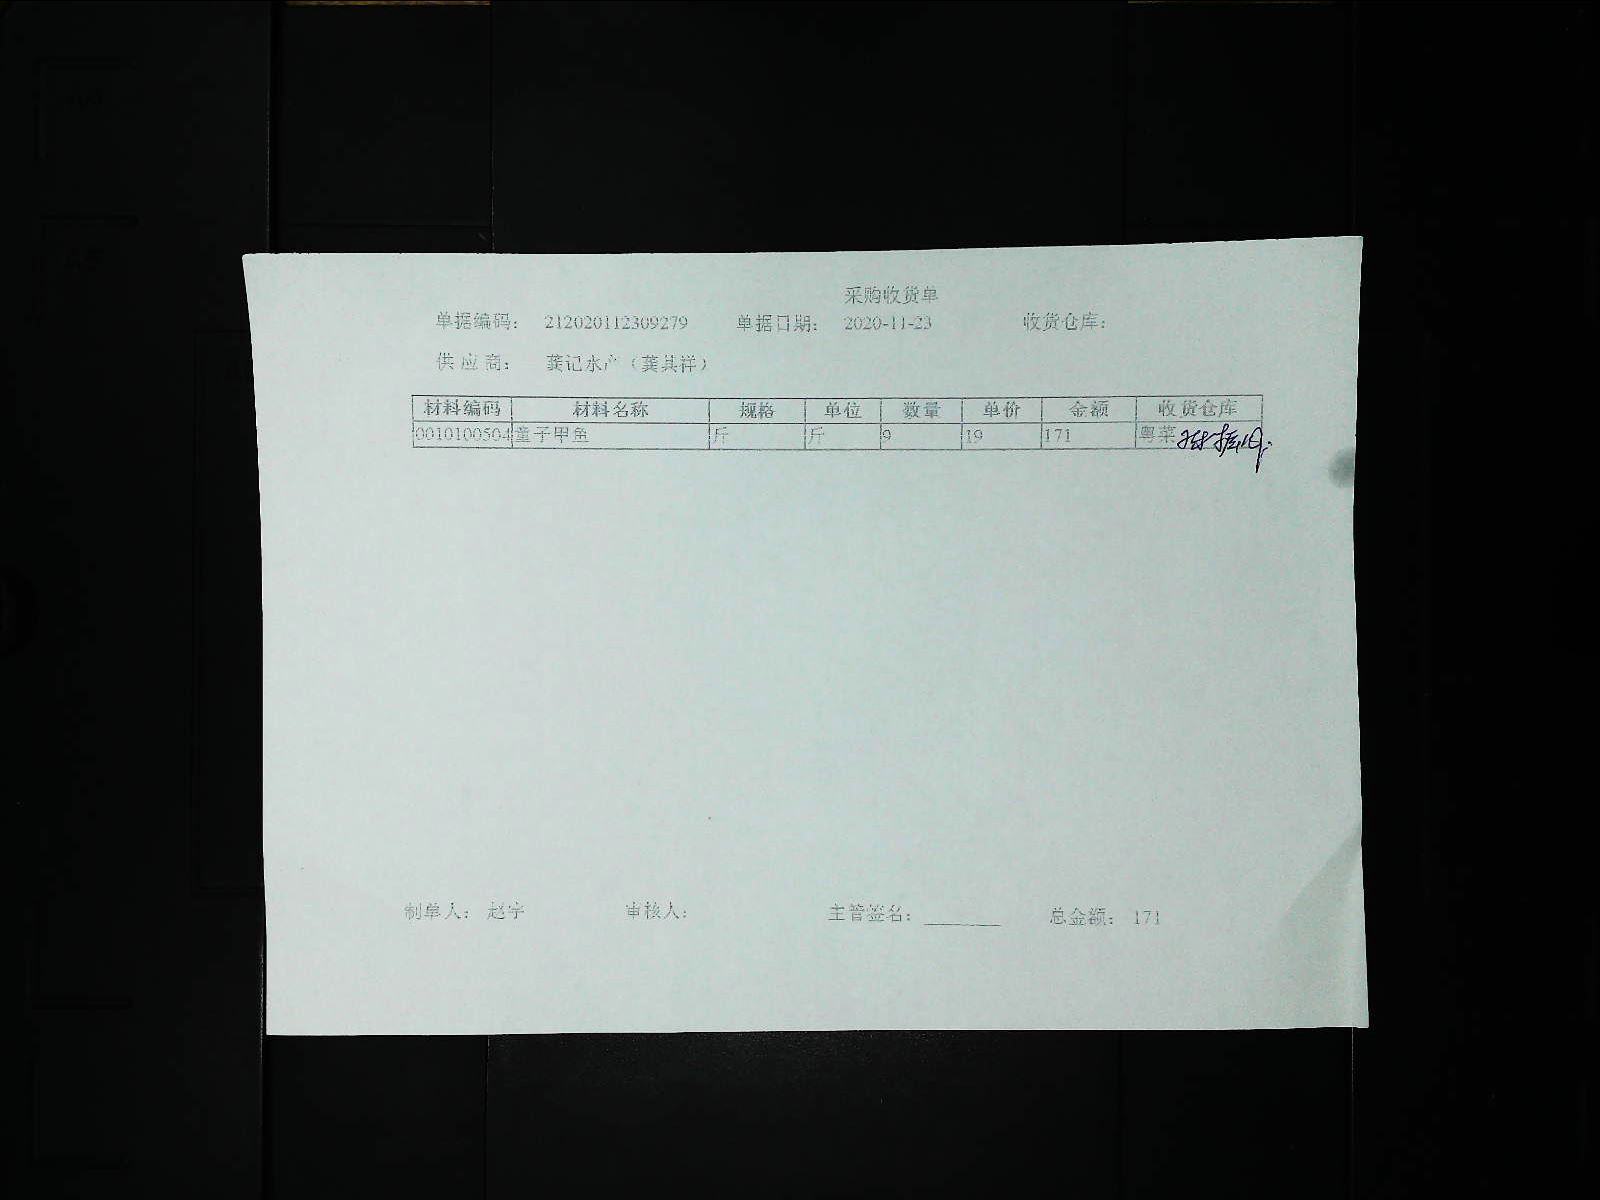 采购收货单
单据编码: 212020112309279 单据日期: 2020-11-23 收货仓库:
供应商: 龚记水产（龚其祥）
材料编码 材料名称 规格 单位 数量 单价 金额 收货仓库
0010100504 童子甲鱼 斤 斤 9 19 171 粤菜
制单人: 赵宇 审核人: 主管签名: 总金额: 171